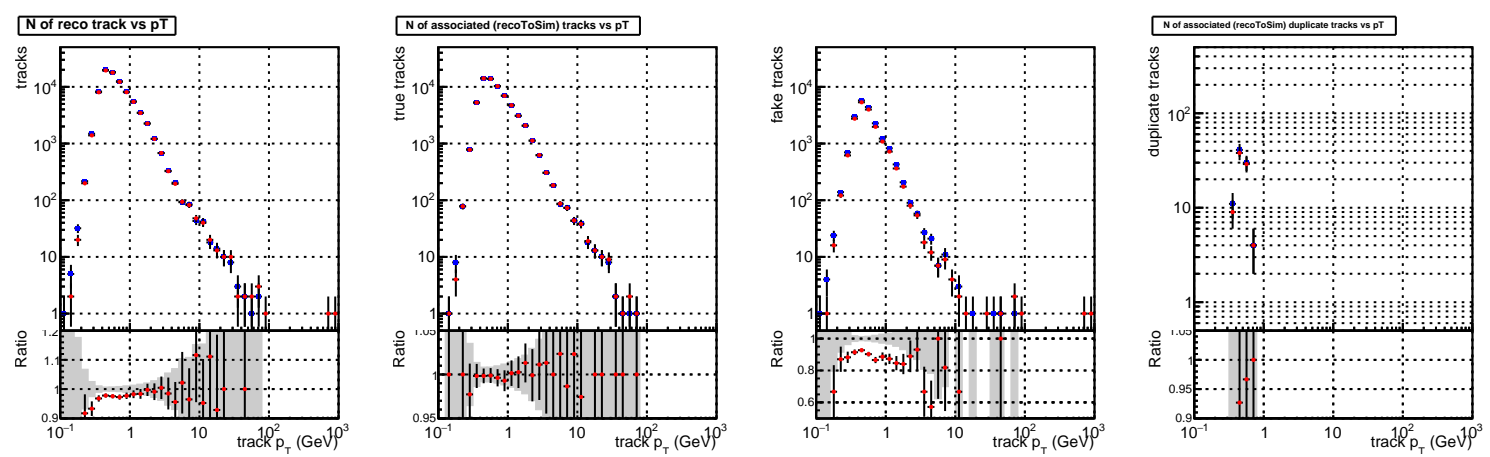 N of reco track vs pT
tracks
10^4
10^3
10^2
10
1
Ratio
1.2
1.1
1
0.9
10^-1 1 10 10^2 10^3
track p_T (GeV)
N of associated (recoToSim) tracks vs pT
true tracks
10^4
10^3
10^2
10
1
Ratio
1.05
1
0.95
10^-1 1 10 10^2 10^3
track p_T (GeV)
fake tracks
10^4
10^3
10^2
10
1
Ratio
1
0.8
0.6
10^-1 1 10 10^2 10^3
track p_T (GeV)
N of associated (recoToSim) duplicate tracks vs pT
duplicate tracks
10^2
10
1
Ratio
1.05
1
0.95
0.9
10^-1 1 10 10^2 10^3
track p_T (GeV)